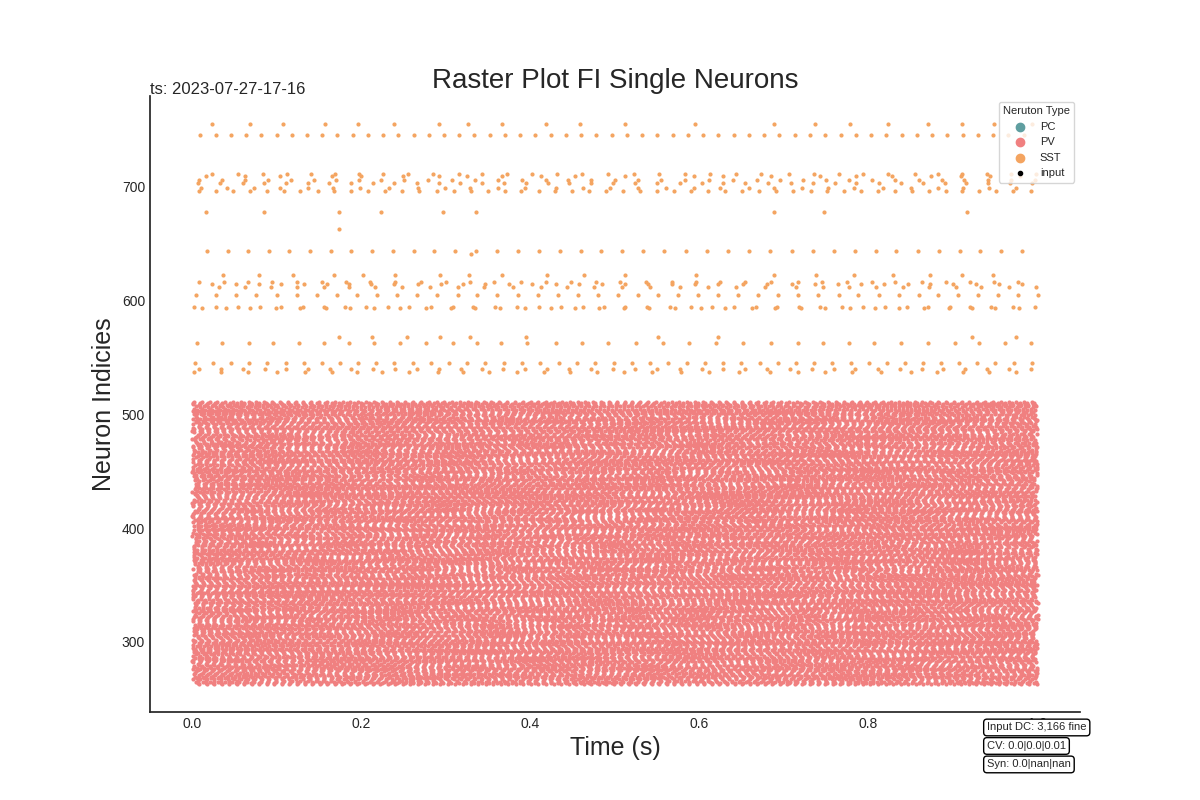 Raster Plot FI Single Neurons
ts: 2023-07-27-17-16
Neruton Type
PC
PV
SST
input
700
600
500
400
300
Neuron Indicies
0.0 0.2 0.4 0.6 0.8
Time (s)
Input DC: 3,166 fine
CV: 0.0|0.0|0.01
Syn: 0.0|nan|nan